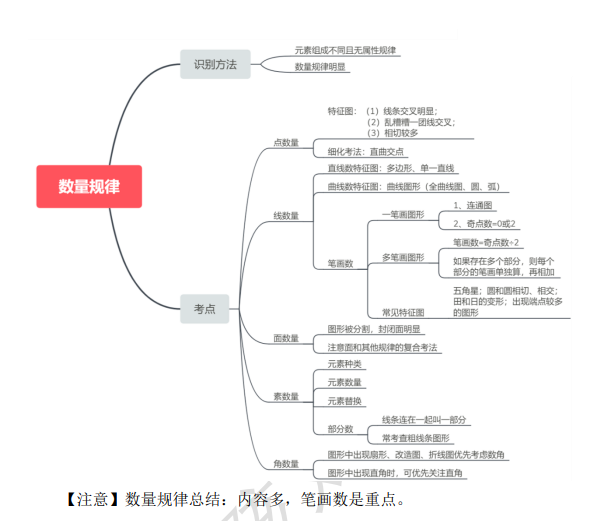 元素组成不同且无属性规律
识别方法
数量规律明显
特征图：（1）线条交叉明显；
（2）乱糟糟一团线交叉；
（3）相切较多
点数量
细化考法：直曲交点
直线数特征图：多边形、单一直线
曲线数特征图：曲线图形（全曲线图、圆、弧）
线数量
一笔画图形
1、连通图
2、奇点数=0或2
笔画数
多笔画图形
笔画数=奇点数÷2
如果存在多个部分，则每个
部分的笔画单独算，再相加
常见特征图
五角星；圆和圆相切、相交；
田和日的变形；出现端点较多
的图形
数量规律
考点
面数量
图形被分割，封闭面明显
注意面和其他规律的复合考法
素数量
元素种类
元素数量
元素替换
部分数
线条连在一起叫一部分
常考查粗线条图形
角数量
图形中出现扇形、改造图、折线图优先考虑数角
图形中出现直角时，可优先关注直角
【注意】数量规律总结：内容多，笔画数是重点。